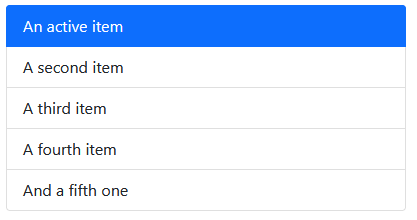 An active item
A second item
A third item
A fourth item
And a fifth one